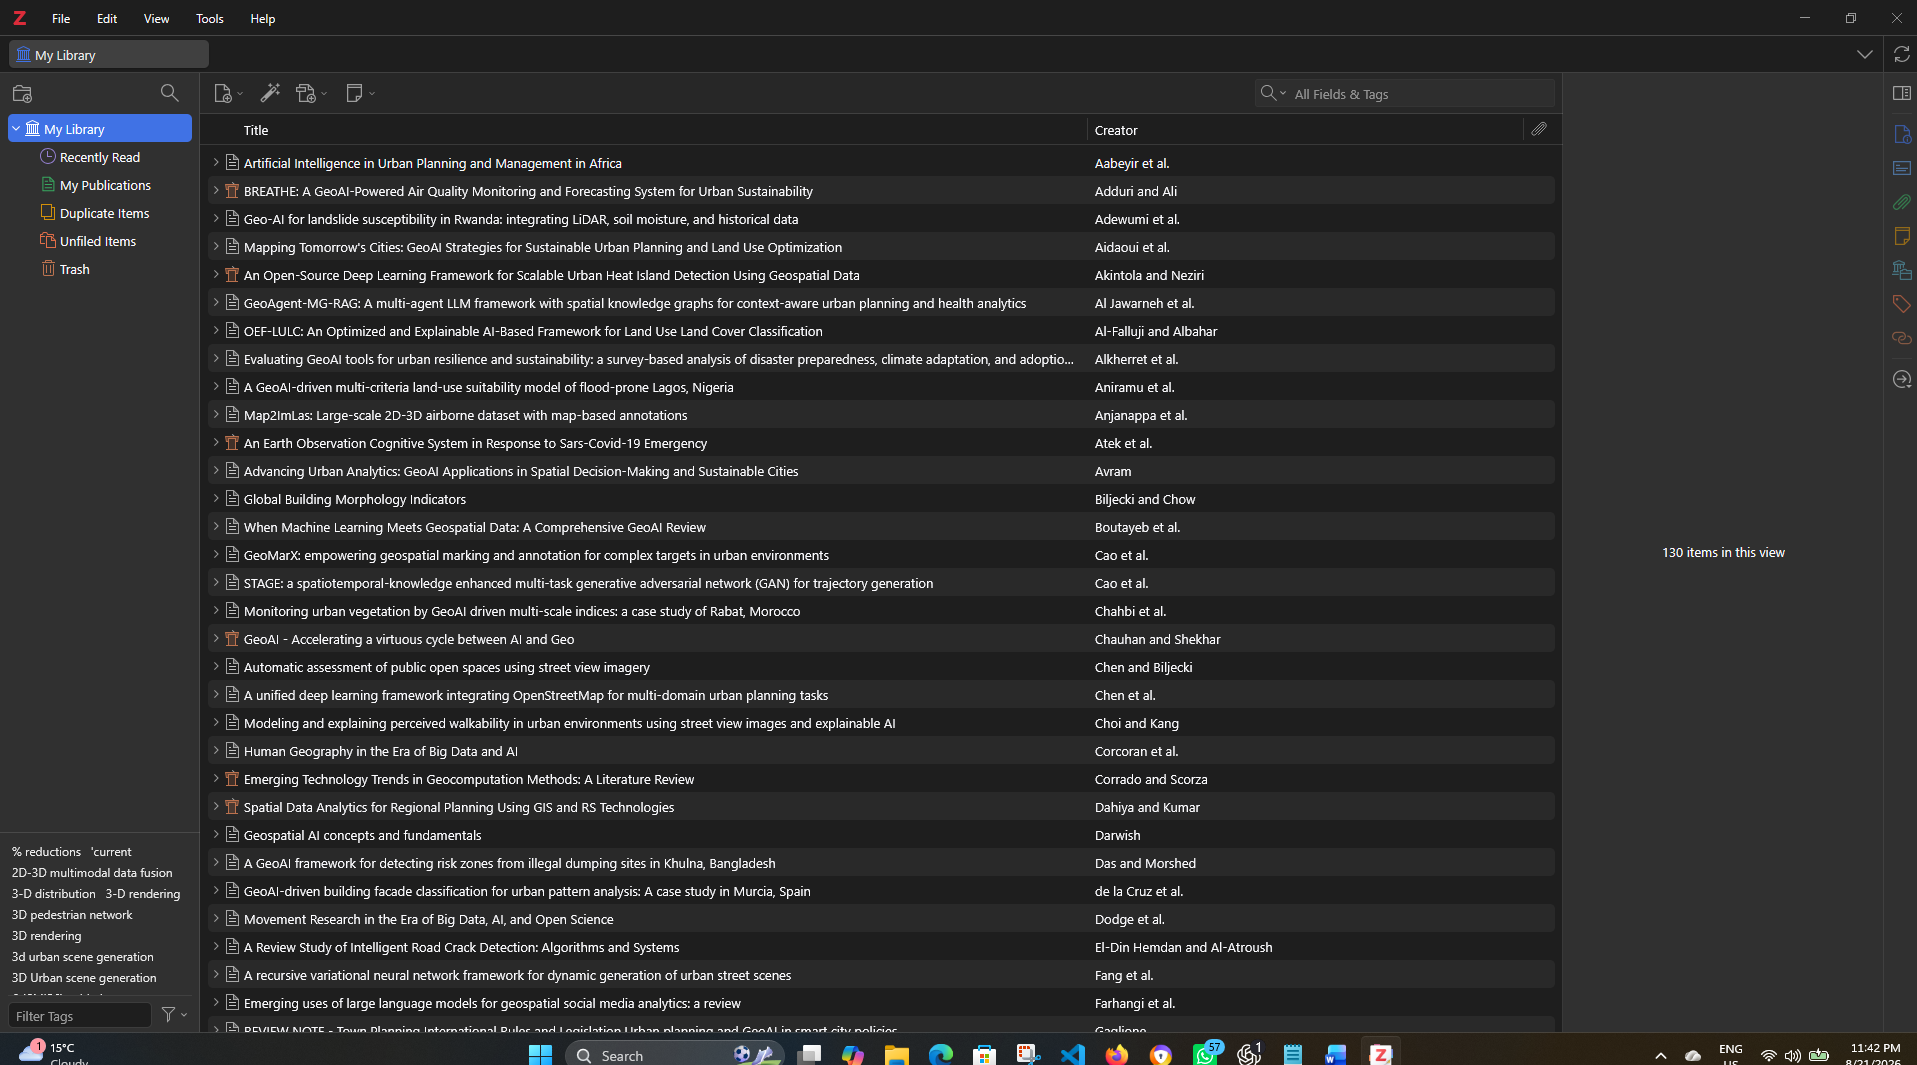 Z File Edit View Tools Help
My Library
All Fields & Tags
My Library
Recently Read
My Publications
Duplicate Items
Unfiled Items
Trash
Title Creator
Artificial Intelligence in Urban Planning and Management in Africa Aabeyir et al.
BREATHE: A GeoAI-Powered Air Quality Monitoring and Forecasting System for Urban Sustainability Adduri and Ali
Geo-AI for landslide susceptibility in Rwanda: integrating LiDAR, soil moisture, and historical data Adewumi et al.
Mapping Tomorrow's Cities: GeoAI Strategies for Sustainable Urban Planning and Land Use Optimization Aidaoui et al.
An Open-Source Deep Learning Framework for Scalable Urban Heat Island Detection Using Geospatial Data Akintola and Neziri
GeoAgent-MG-RAG: A multi-agent LLM framework with spatial knowledge graphs for context-aware urban planning and health analytics Al Jawarneh et al.
OEF-LULC: An Optimized and Explainable AI-Based Framework for Land Use Land Cover Classification Al-Falluji and Albahar
Evaluating GeoAI tools for urban resilience and sustainability: a survey-based analysis of disaster preparedness, climate adaptation, and adoptio... Alkherret et al.
A GeoAI-driven multi-criteria land-use suitability model of flood-prone Lagos, Nigeria Aniramu et al.
Map2ImLas: Large-scale 2D-3D airborne dataset with map-based annotations Anjanappa et al.
An Earth Observation Cognitive System in Response to Sars-Covid-19 Emergency Atek et al.
Advancing Urban Analytics: GeoAI Applications in Spatial Decision-Making and Sustainable Cities Avram
Global Building Morphology Indicators Biljecki and Chow
When Machine Learning Meets Geospatial Data: A Comprehensive GeoAI Review Boutayeb et al.
GeoMarX: empowering geospatial marking and annotation for complex targets in urban environments Cao et al.
STAGE: a spatiotemporal-knowledge enhanced multi-task generative adversarial network (GAN) for trajectory generation Cao et al.
Monitoring urban vegetation by GeoAI driven multi-scale indices: a case study of Rabat, Morocco Chahbi et al.
GeoAI - Accelerating a virtuous cycle between AI and Geo Chauhan and Shekhar
Automatic assessment of public open spaces using street view imagery Chen and Biljecki
A unified deep learning framework integrating OpenStreetMap for multi-domain urban planning tasks Chen et al.
Modeling and explaining perceived walkability in urban environments using street view images and explainable AI Choi and Kang
Human Geography in the Era of Big Data and AI Corcoran et al.
Emerging Technology Trends in Geocomputation Methods: A Literature Review Corrado and Scorza
Spatial Data Analytics for Regional Planning Using GIS and RS Technologies Dahiya and Kumar
Geospatial AI concepts and fundamentals Darwish
A GeoAI framework for detecting risk zones from illegal dumping sites in Khulna, Bangladesh Das and Morshed
GeoAI-driven building facade classification for urban pattern analysis: A case study in Murcia, Spain de la Cruz et al.
Movement Research in the Era of Big Data, AI, and Open Science Dodge et al.
A Review Study of Intelligent Road Crack Detection: Algorithms and Systems El-Din Hemdan and Al-Atroush
A recursive variational neural network framework for dynamic generation of urban street scenes Fang et al.
Emerging uses of large language models for geospatial social media analytics: a review Farhangi et al.
REVIEW NOTE - Town Planning International Rules and Legislation Urban planning and GeoAI in smart city policies Gaglione
130 items in this view
% reductions 'current
2D-3D multimodal data fusion
3-D distribution 3-D rendering
3D pedestrian network
3D rendering
3d urban scene generation
3D Urban scene generation
Filter Tags
1 15°C
Cloudy
Search
57
1
Z
ENG
US
11:42 PM
8/21/2026